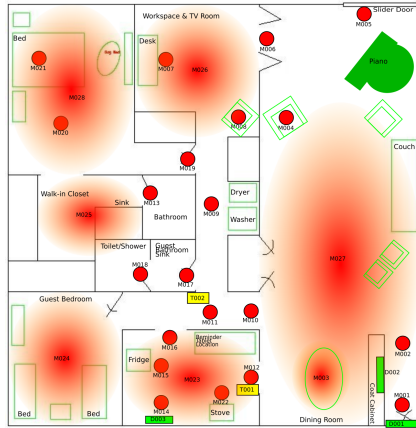 Slider Door
M005
Workspace & TV Room
Bed
Desk
M006
Piano
M021
M007
M026
M028
M020
M008
M004
Couch
M019
Walk-in Closet
Sink
M013
M009
Dryer
Washer
M025
Bathroom
Toilet/Shower
Guest
Bathroom
Sink
M018
M017
M027
T002
Guest Bedroom
M011
M010
M016
Location
M002
Fridge
M024
M015
M023
M012
D002
M003
T001
M022
Coat Cabinet
M001
Bed
Bed
M014
D003
Stove
Dining Room
D001